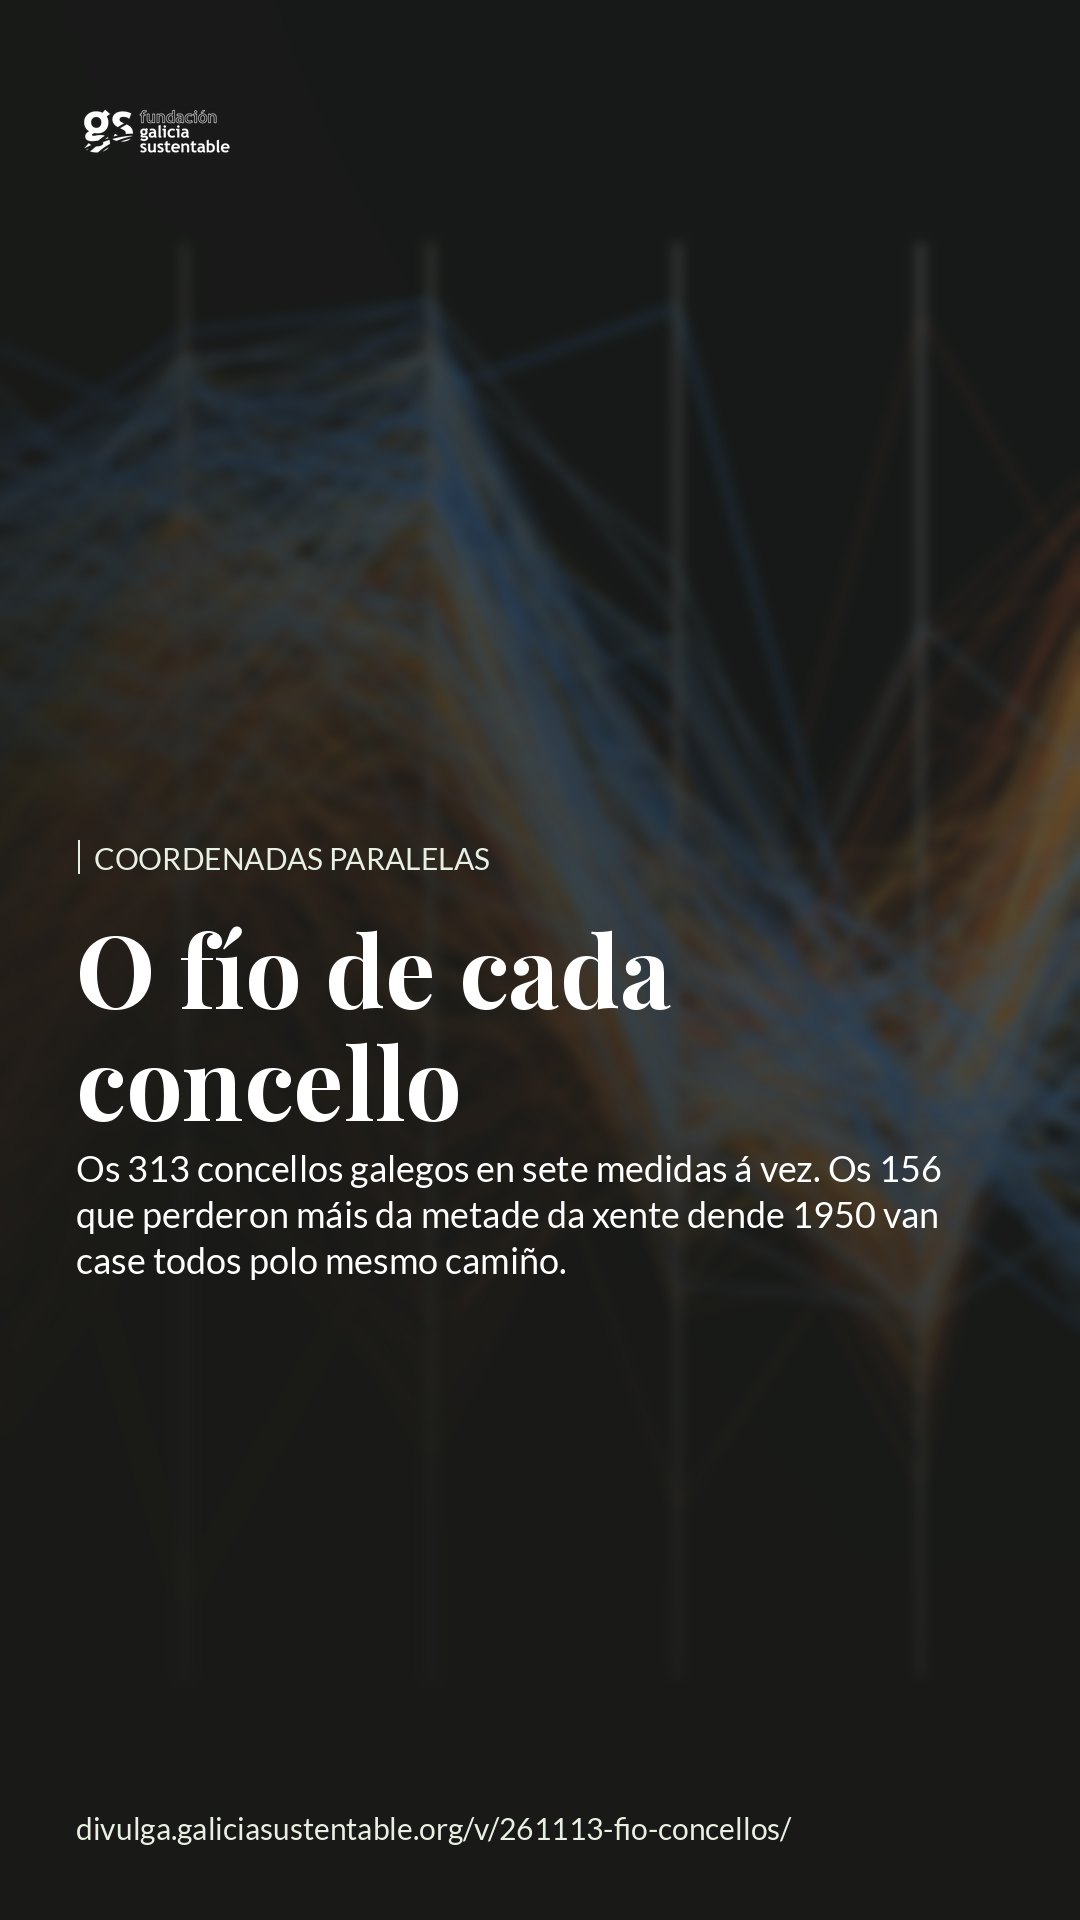 gs
fundación
galicia
sustentable
COORDENADAS PARALELAS
O fío de cada
concello
Os 313 concellos galegos en sete medidas á vez. Os 156
que perderon máis da metade da xente dende 1950 van
case todos polo mesmo camiño.
divulga.galiciasustentable.org/v/261113-fio-concellos/